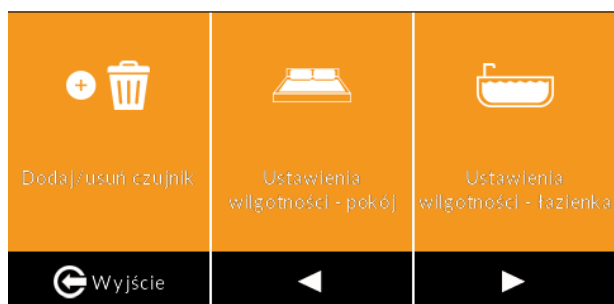 Dodaj/usuń czujnik
Ustawienia
wilgotności - pokój
Ustawienia
wilgotności - łazienka
Wyjście